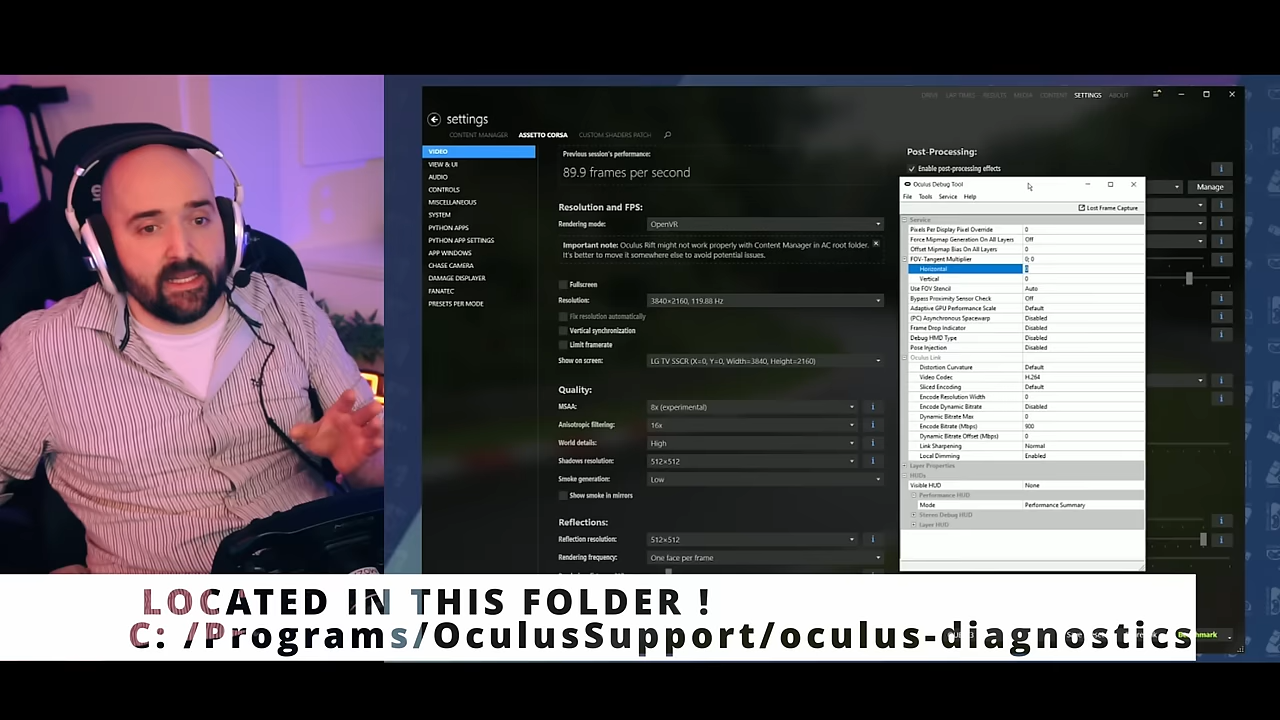 DRIVE LAP TIMES RESULTS MEDIA CONTENT SETTINGS ABOUT
settings
CONTENT MANAGER ASSETTO CORSA CUSTOM SHADERS PATCH
VIDEO
VIEW & UI
AUDIO
CONTROLS
MISCELLANEOUS
SYSTEM
PYTHON APPS
PYTHON APP SETTINGS
APP WINDOWS
CHASE CAMERA
DAMAGE DISPLAYER
FANATEC
PRESETS PER MODE
Previous session's performance:
89.9 frames per second
Resolution and FPS:
Rendering mode: OpenVR
Important note: Oculus Rift might not work properly with Content Manager in AC root folder.
It's better to move it somewhere else to avoid potential issues.
Fullscreen
Resolution: 3840×2160, 119.88 Hz
Fix resolution automatically
Vertical synchronization
Limit framerate
Show on screen: LG TV SSCR (X=0, Y=0, Width=3840, Height=2160)
Quality:
MSAA: 8x (experimental)
Anisotropic filtering: 16x
World details: High
Shadows resolution: 512×512
Smoke generation: Low
Show smoke in mirrors
Reflections:
Reflection resolution: 512×512
Rendering frequency: One face per frame
Post-Processing:
Enable post-processing effects
Manage
Oculus Debug Tool
File Tools Service Help
Lost Frame Capture
Service
Pixels Per Display Pixel Override 0
Force Mipmap Generation On All Layers Off
Offset Mipmap Bias On All Layers 0
FOV-Tangent Multiplier 0; 0
Horizontal 0
Vertical 0
Use FOV Stencil Auto
Bypass Proximity Sensor Check Off
Adaptive GPU Performance Scale Default
(PC) Asynchronous Spacewarp Disabled
Frame Drop Indicator Disabled
Debug HMD Type Disabled
Pose Injection Disabled
Oculus Link
Distortion Curvature Default
Video Codec H.264
Sliced Encoding Default
Encode Resolution Width 0
Encode Dynamic Bitrate Disabled
Dynamic Bitrate Max 0
Encode Bitrate (Mbps) 900
Dynamic Bitrate Offset (Mbps) 0
Link Sharpening Normal
Local Dimming Enabled
Layer Properties
HUDs
Visible HUD None
Performance HUD
Mode Performance Summary
Stereo Debug HUD
Layer HUD
LOCATED IN THIS FOLDER !
C: /Programs/OculusSupport/oculus-diagnostics